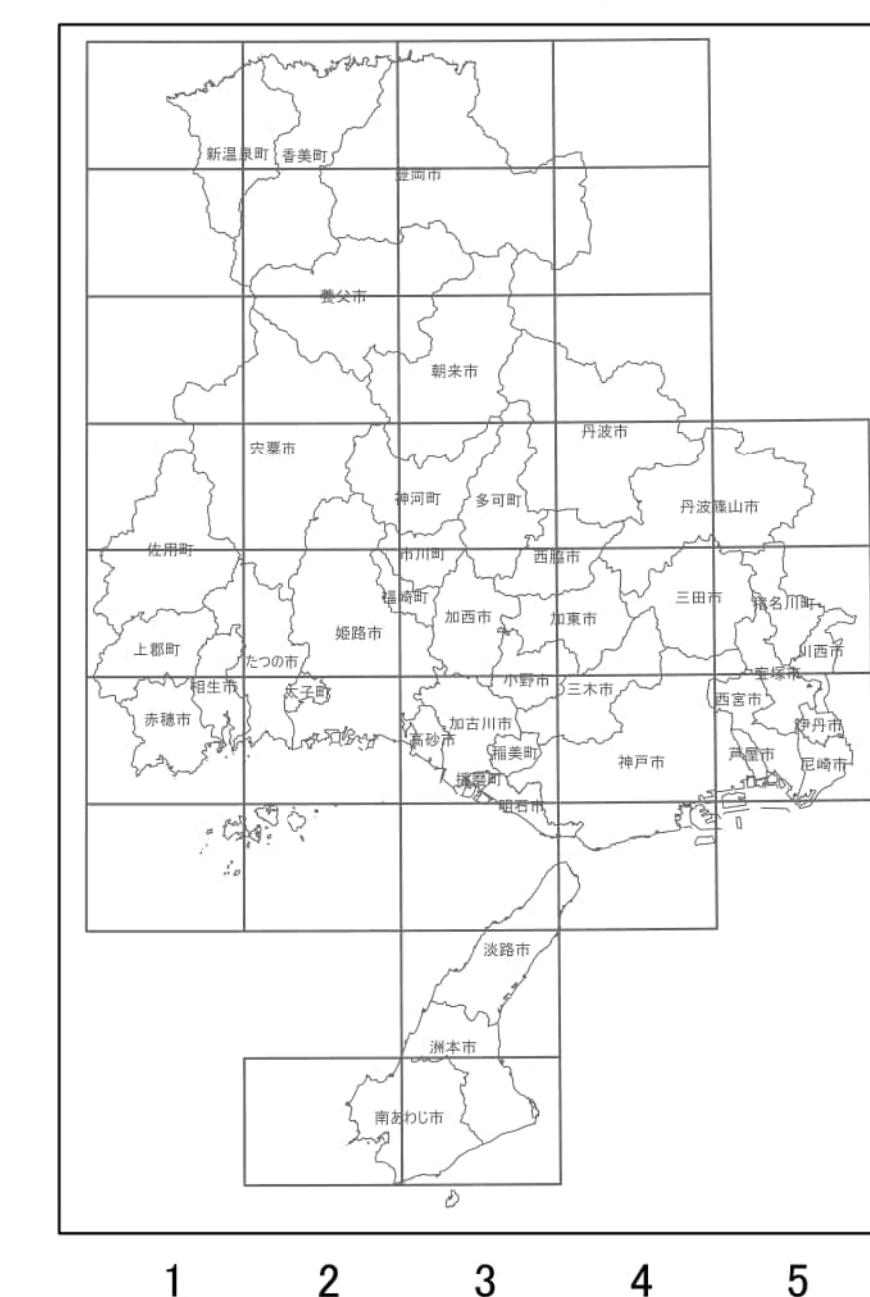 新温泉町
香美町
豊岡市
養父市
朝来市
丹波市
宍粟市
神河町
多可町
丹波篠山市
佐用町
市川町
西脇市
福崎町
加西市
加東市
三田市
猪名川町
姫路市
上郡町
たつの市
川西市
相生市
太子町
小野市
三木市
宝塚市
西宮市
赤穂市
高砂市
加古川市
稲美町
神戸市
芦屋市
伊丹市
尼崎市
播磨町
明石市
淡路市
洲本市
南あわじ市
1 2 3 4 5